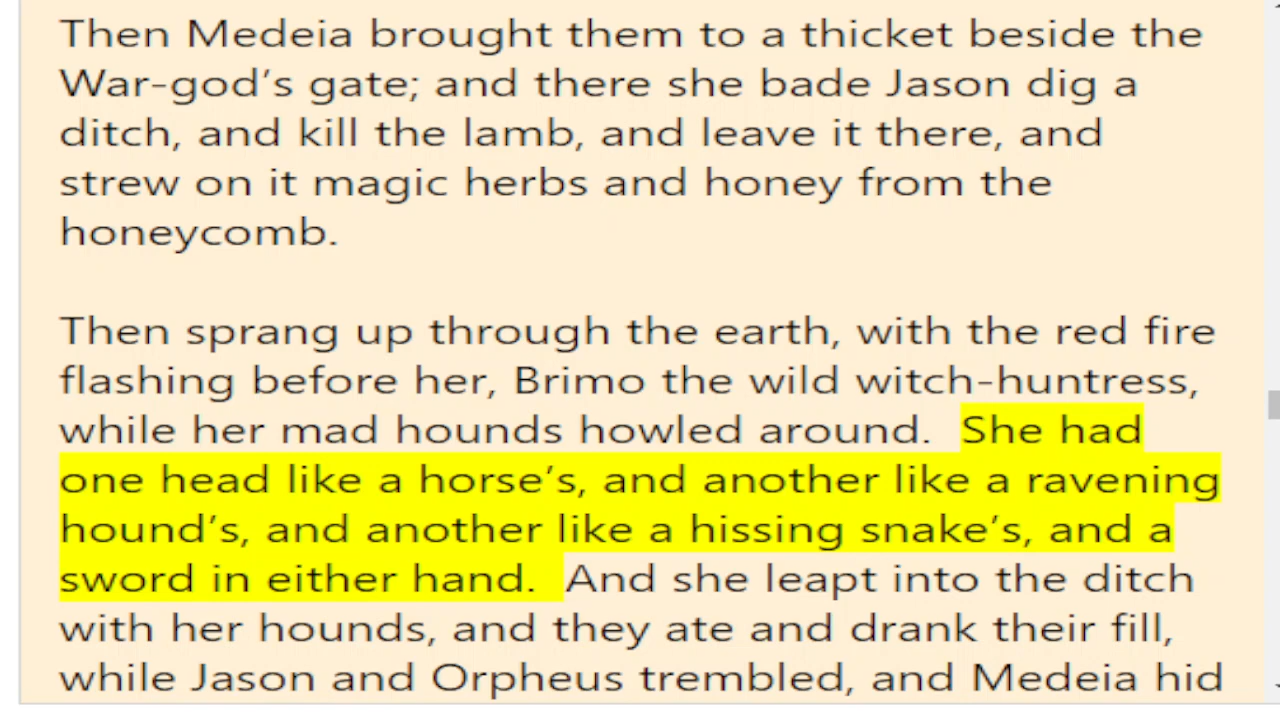 Then Medeia brought them to a thicket beside the
War-god’s gate; and there she bade Jason dig a
ditch, and kill the lamb, and leave it there, and
strew on it magic herbs and honey from the
honeycomb.
Then sprang up through the earth, with the red fire
flashing before her, Brimo the wild witch-huntress,
while her mad hounds howled around.  She had
one head like a horse’s, and another like a ravening
hound’s, and another like a hissing snake’s, and a
sword in either hand.  And she leapt into the ditch
with her hounds, and they ate and drank their fill,
while Jason and Orpheus trembled, and Medeia hid